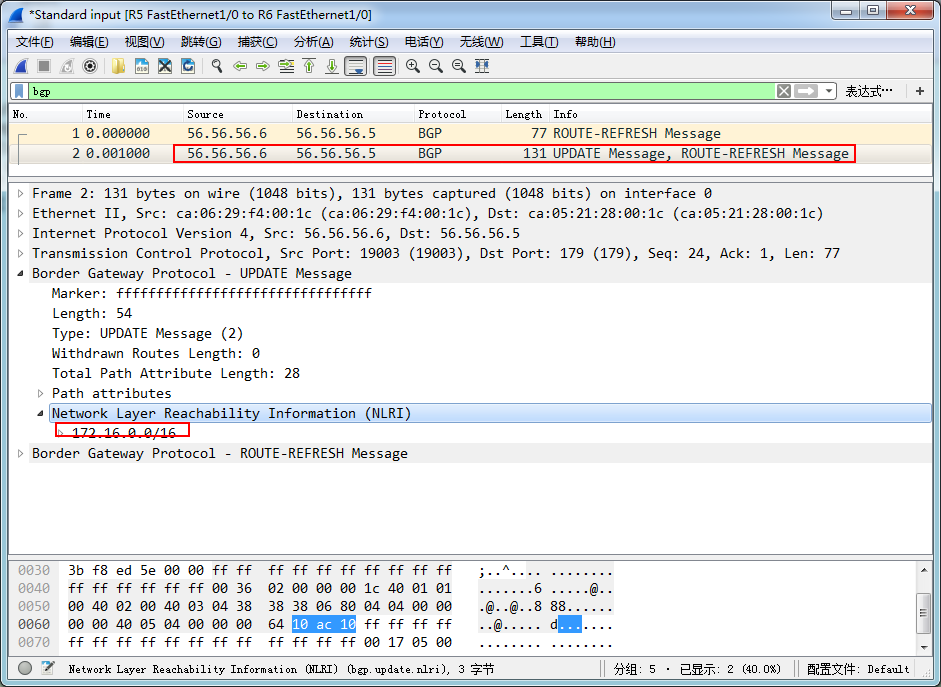 *Standard input [R5 FastEthernet1/0 to R6 FastEthernet1/0]
文件(F) 编辑(E) 视图(V) 跳转(G) 捕获(C) 分析(A) 统计(S) 电话(Y) 无线(W) 工具(T) 帮助(H)
bgp 表达式… +
No. Time Source Destination Protocol Length Info
1 0.000000 56.56.56.6 56.56.56.5 BGP 77 ROUTE-REFRESH Message
2 0.001000 56.56.56.6 56.56.56.5 BGP 131 UPDATE Message, ROUTE-REFRESH Message
Frame 2: 131 bytes on wire (1048 bits), 131 bytes captured (1048 bits) on interface 0
Ethernet II, Src: ca:06:29:f4:00:1c (ca:06:29:f4:00:1c), Dst: ca:05:21:28:00:1c (ca:05:21:28:00:1c)
Internet Protocol Version 4, Src: 56.56.56.6, Dst: 56.56.56.5
Transmission Control Protocol, Src Port: 19003 (19003), Dst Port: 179 (179), Seq: 24, Ack: 1, Len: 77
Border Gateway Protocol - UPDATE Message
Marker: ffffffffffffffffffffffffffffffff
Length: 54
Type: UPDATE Message (2)
Withdrawn Routes Length: 0
Total Path Attribute Length: 28
Path attributes
Network Layer Reachability Information (NLRI)
172.16.0.0/16
Border Gateway Protocol - ROUTE-REFRESH Message
0030 3b f8 ed 5e 00 00 ff ff ff ff ff ff ff ff ff ff ;..^.... ........
0040 ff ff ff ff ff ff 00 36 02 00 00 00 1c 40 01 01 .......6 .....@..
0050 00 40 02 00 40 03 04 38 38 38 06 80 04 04 00 00 .@..@..8 88......
0060 00 00 40 05 04 00 00 00 64 10 ac 10 ff ff ff ff ..@..... d.......
0070 ff ff ff ff ff ff ff ff ff ff ff ff 00 17 05 00 ........ ........
Network Layer Reachability Information (NLRI) (bgp.update.nlri), 3 字节 分组: 5 · 已显示: 2 (40.0%) 配置文件: Default